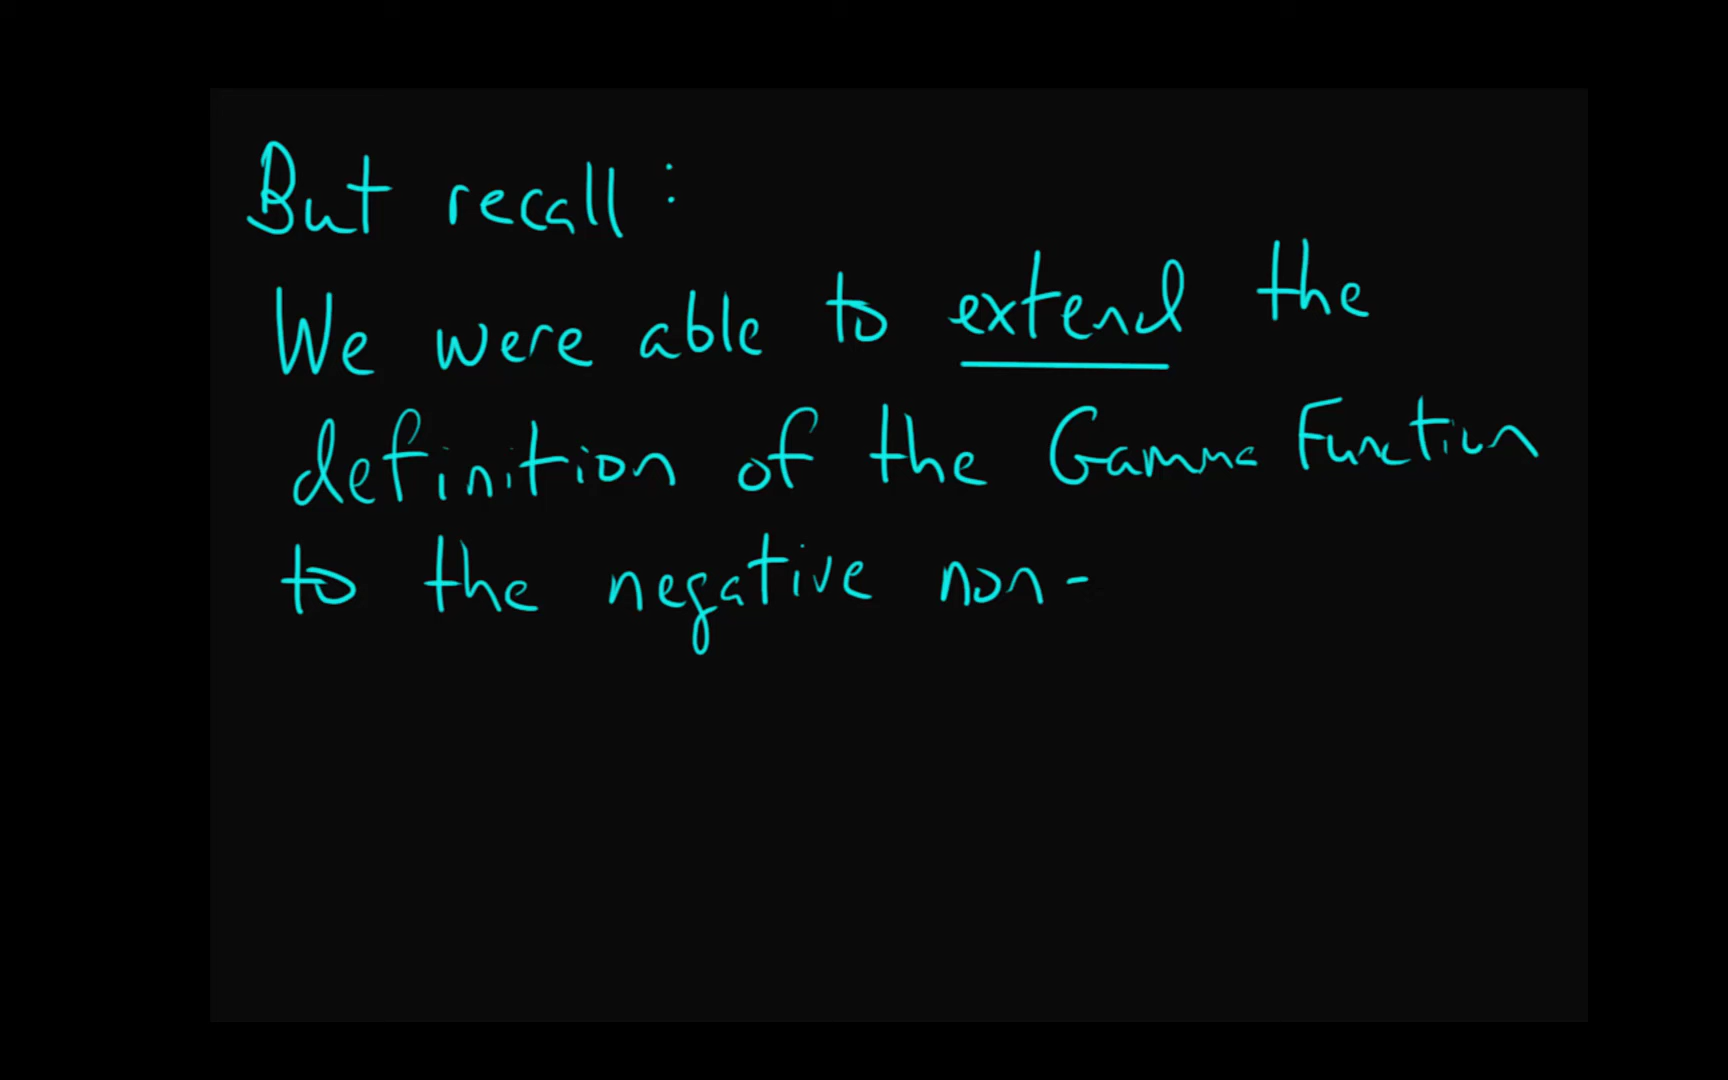 But recall:
We were able to extend the
definition of the Gamma Function
to the negative non-